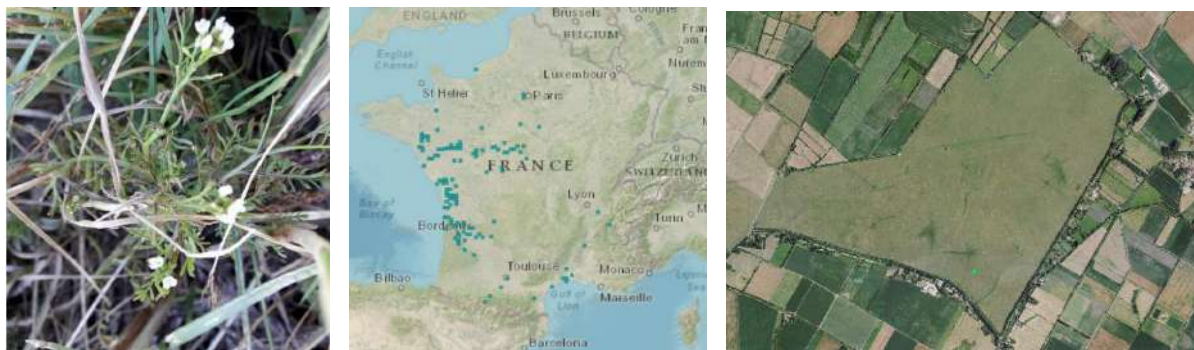 ENGLAND
Brussels
Cologne
BELGIUM
English
Channel
Luxembourg
St Helier
Paris
FRANCE
Zurich
Lyon
Turin
Bay of
Biscay
Toulouse
Monaco
Bilbao
Gulf of
Lion
Marseille
Barcelona